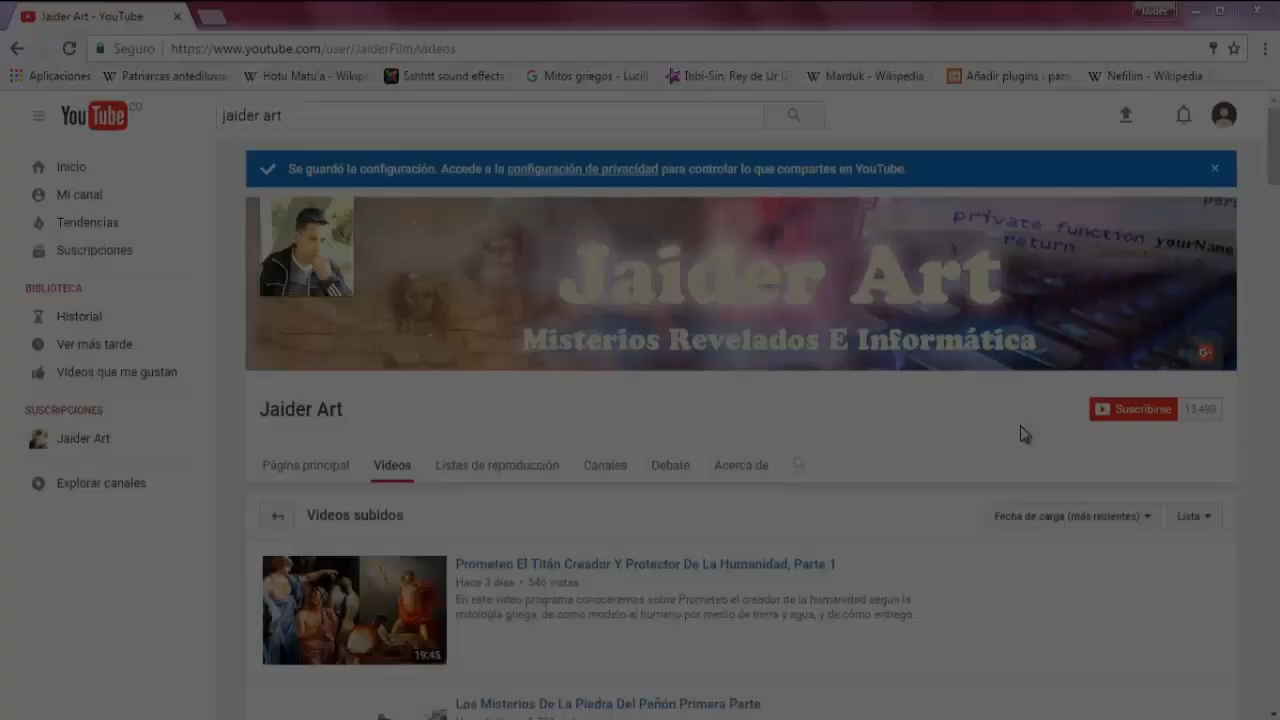 Jaider Art - YouTube
Jaider
Seguro
https://www.youtube.com/user/JaiderFilm/videos
Aplicaciones
Patriarcas antediluvia
Hotu Matu'a - Wikipe
Sshhtt sound effects
Mitos griegos - Lucill
Ibbi-Sin, Rey de Ur
Marduk - Wikipedia,
Añadir plugins - para
Nefilim - Wikipedia
YouTube CO
jaider art
Inicio
Mi canal
Tendencias
Suscripciones
BIBLIOTECA
Historial
Ver más tarde
Videos que me gustan
SUSCRIPCIONES
Jaider Art
Explorar canales
Se guardó la configuración. Accede a la configuración de privacidad para controlar lo que compartes en YouTube.
private function yourName
return
Jaider Art
Misterios Revelados E Informática
G+
Jaider Art
Suscribirse 13,490
Página principal Videos Listas de reproducción Canales Debate Acerca de
Videos subidos
Fecha de carga (más recientes)
Lista
Prometeo El Titán Creador Y Protector De La Humanidad, Parte 1
Hace 3 días • 546 vistas
En este video programa conoceremos sobre Prometeo el creador de la humanidad según la
mitología griega, de como modelo al humano por medio de tierra y agua, y de cómo entrego...
19:45
Los Misterios De La Piedra Del Peñón Primera Parte